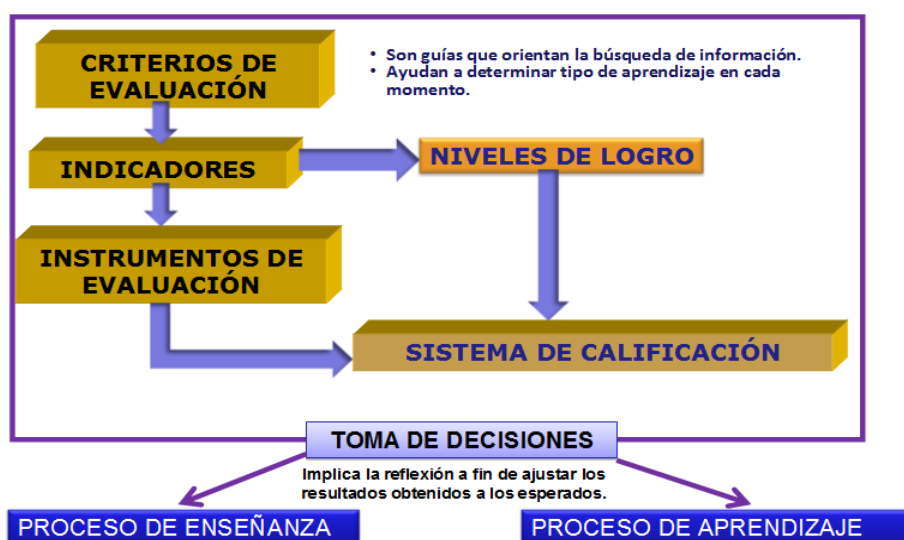 CRITERIOS DE
EVALUACIÓN
• Son guías que orientan la búsqueda de información.
• Ayudan a determinar tipo de aprendizaje en cada
momento.
INDICADORES
NIVELES DE LOGRO
INSTRUMENTOS DE
EVALUACIÓN
SISTEMA DE CALIFICACIÓN
TOMA DE DECISIONES
Implica la reflexión a fin de ajustar los
resultados obtenidos a los esperados.
PROCESO DE ENSEÑANZA
PROCESO DE APRENDIZAJE